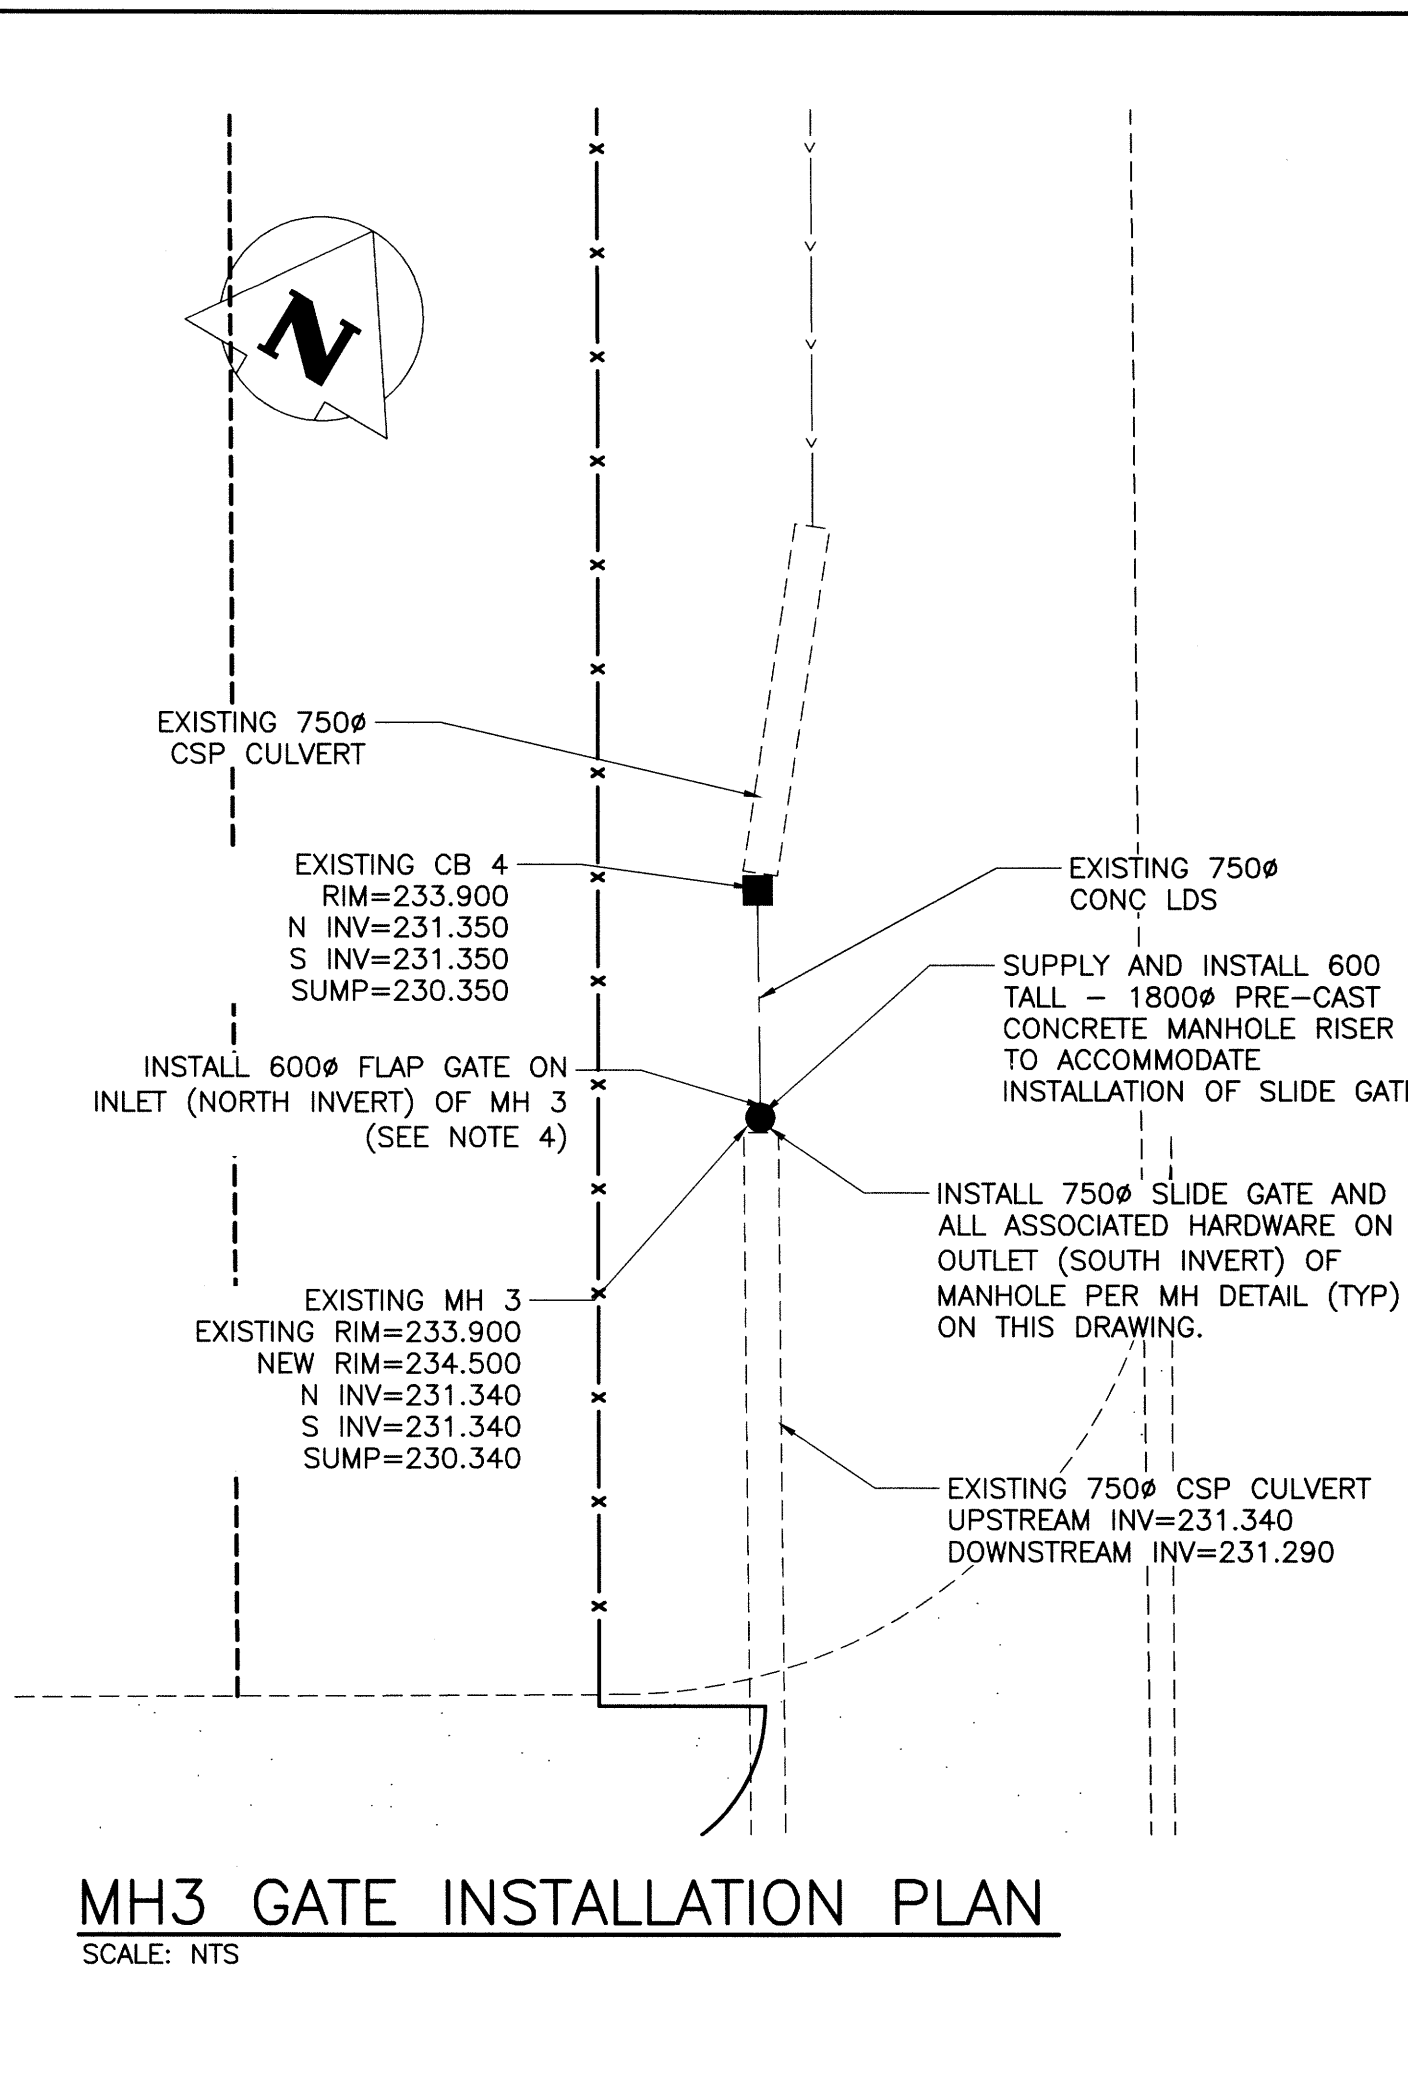 N
EXISTING 750ø
CSP CULVERT
EXISTING CB 4
RIM=233.900
N INV=231.350
S INV=231.350
SUMP=230.350
EXISTING 750ø
CONC LDS
SUPPLY AND INSTALL 600
TALL – 1800ø PRE–CAST
CONCRETE MANHOLE RISER
TO ACCOMMODATE
INSTALLATION OF SLIDE GATE
INSTALL 600ø FLAP GATE ON
INLET (NORTH INVERT) OF MH 3
(SEE NOTE 4)
INSTALL 750ø SLIDE GATE AND
ALL ASSOCIATED HARDWARE ON
OUTLET (SOUTH INVERT) OF
MANHOLE PER MH DETAIL (TYP)
ON THIS DRAWING.
EXISTING MH 3
EXISTING RIM=233.900
NEW RIM=234.500
N INV=231.340
S INV=231.340
SUMP=230.340
EXISTING 750ø CSP CULVERT
UPSTREAM INV=231.340
DOWNSTREAM INV=231.290
MH3 GATE INSTALLATION PLAN
SCALE: NTS